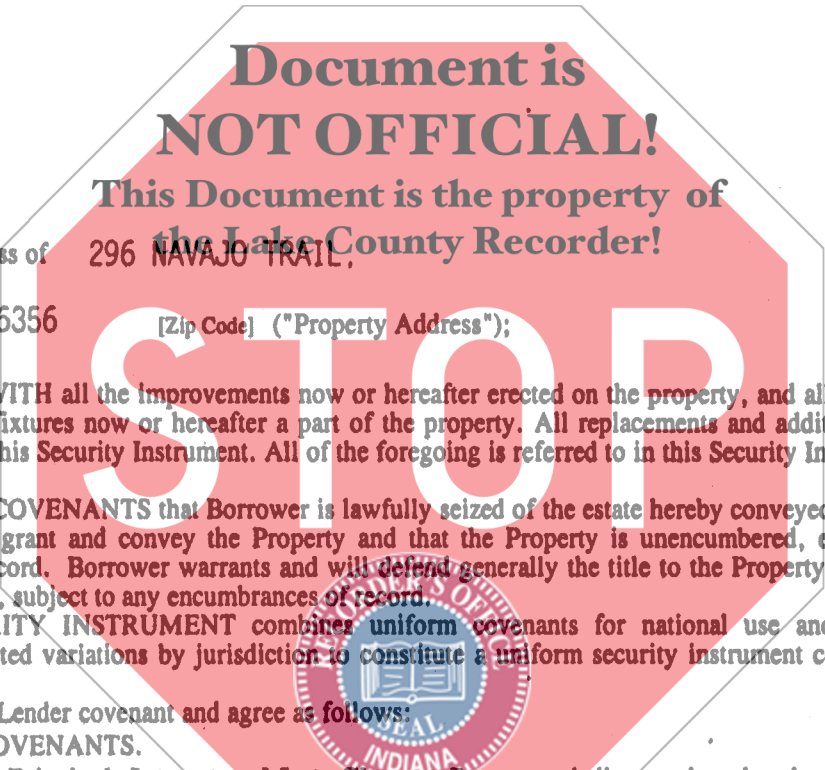 Document is
NOT OFFICIAL!
This Document is the property of
the Lake County Recorder!
ss of 296 NAVAJO TRAIL,
6356 [Zip Code] ("Property Address");
STOP
WITH all the improvements now or hereafter erected on the property, and al
ixtures now or hereafter a part of the property. All replacements and addit
his Security Instrument. All of the foregoing is referred to in this Security In
COVENANTS that Borrower is lawfully seized of the estate hereby conveyed
grant and convey the Property and that the Property is unencumbered, e
cord. Borrower warrants and will defend generally the title to the Property
, subject to any encumbrances of record.
ITY INSTRUMENT combines uniform covenants for national use and
ted variations by jurisdiction to constitute a uniform security instrument c
Lender covenant and agree as follows:
OVENANTS.
RECORDER'S OFFICE
SEAL
INDIANA